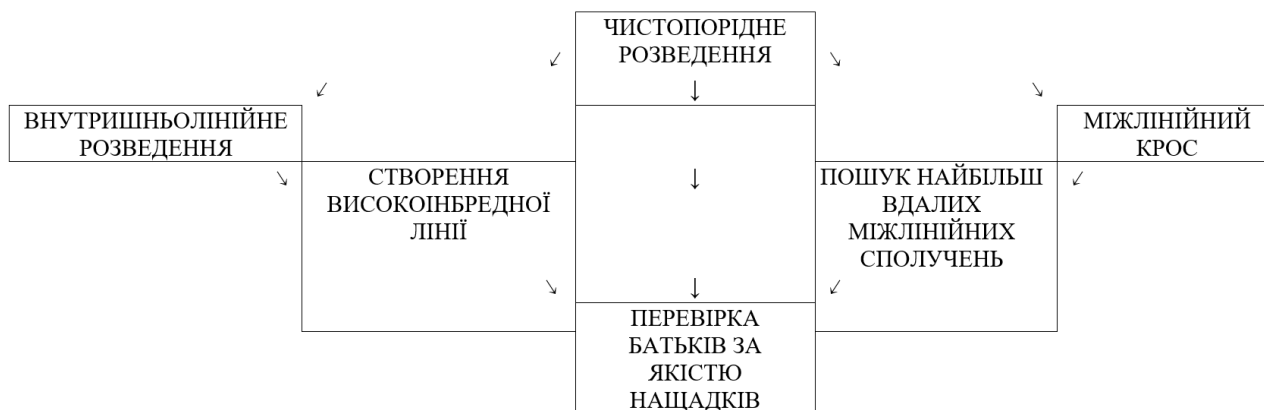 ЧИСТОПОРІДНЕ
РОЗВЕДЕННЯ
ВНУТРИШНЬОЛІНІЙНЕ
РОЗВЕДЕННЯ
МІЖЛІНІЙНИЙ
КРОС
СТВОРЕННЯ
ВИСОКОІНБРЕДНОЇ
ЛІНІЇ
ПОШУК НАЙБІЛЬШ
ВДАЛИХ
МІЖЛІНІЙНИХ
СПОЛУЧЕНЬ
ПЕРЕВІРКА
БАТЬКІВ ЗА
ЯКІСТЮ
НАЩАДКІВ